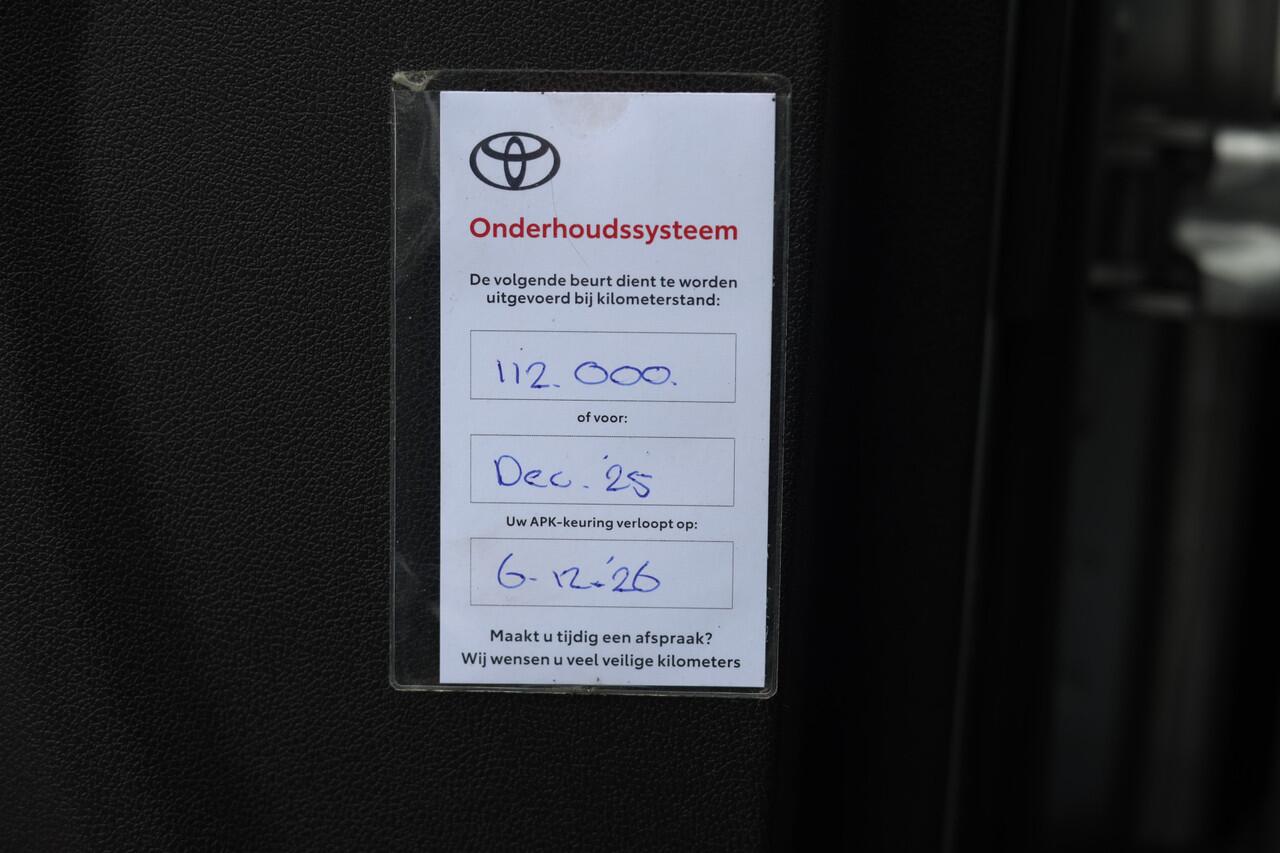 Onderhoudssysteem
De volgende beurt dient te worden
uitgevoerd bij kilometerstand:
112.000.
of voor:
Dec. '25
Uw APK-keuring verloopt op:
6-12-'26
Maakt u tijdig een afspraak?
Wij wensen u veel veilige kilometers